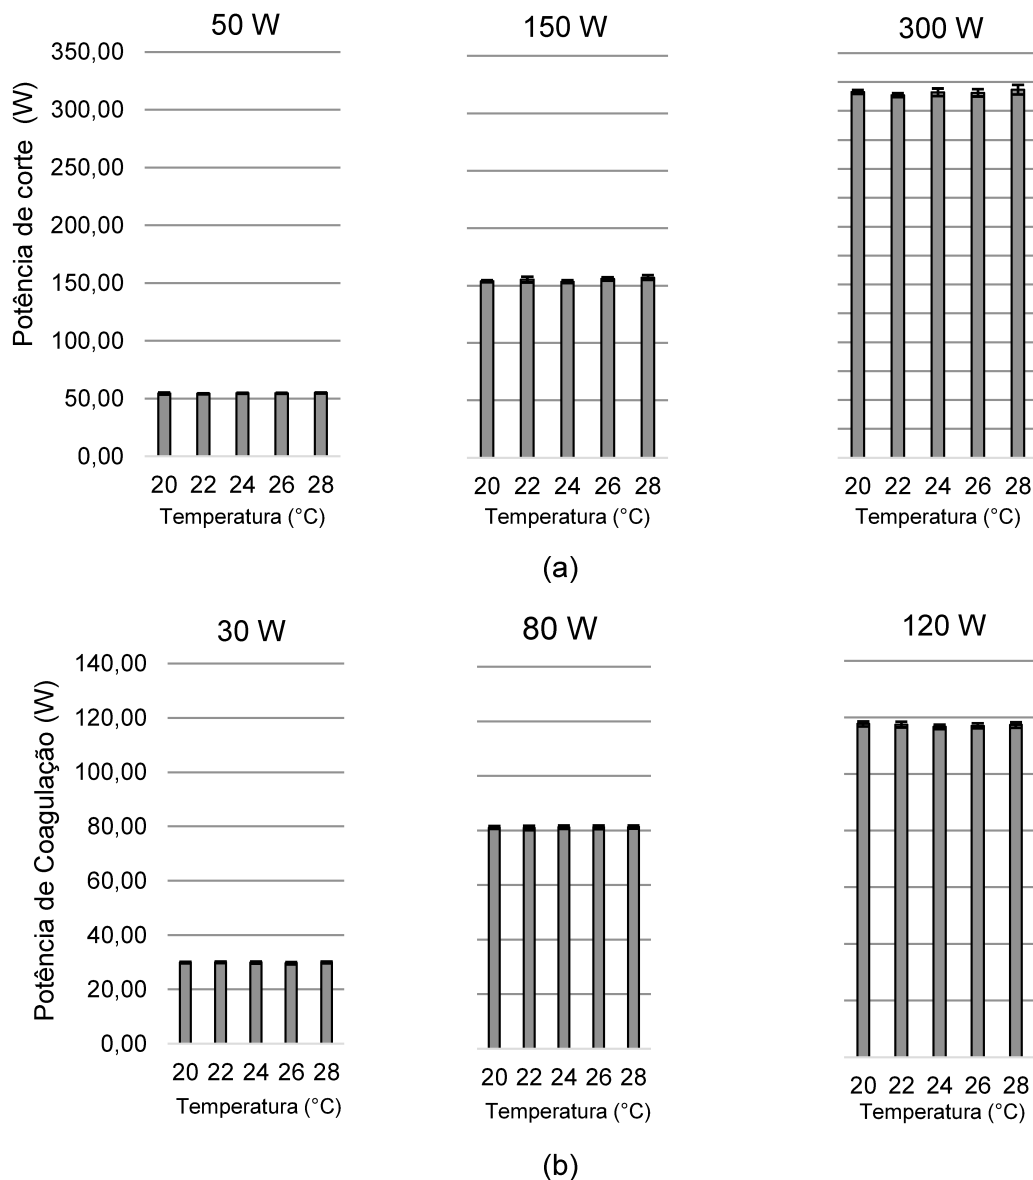 50 W
150 W
300 W
Potência de corte (W)
350,00
300,00
250,00
200,00
150,00
100,00
50,00
0,00
20 22 24 26 28
20 22 24 26 28
20 22 24 26 28
Temperatura (°C)
Temperatura (°C)
Temperatura (°C)
(a)
30 W
80 W
120 W
Potência de Coagulação (W)
140,00
120,00
100,00
80,00
60,00
40,00
20,00
0,00
20 22 24 26 28
20 22 24 26 28
20 22 24 26 28
Temperatura (°C)
Temperatura (°C)
Temperatura (°C)
(b)